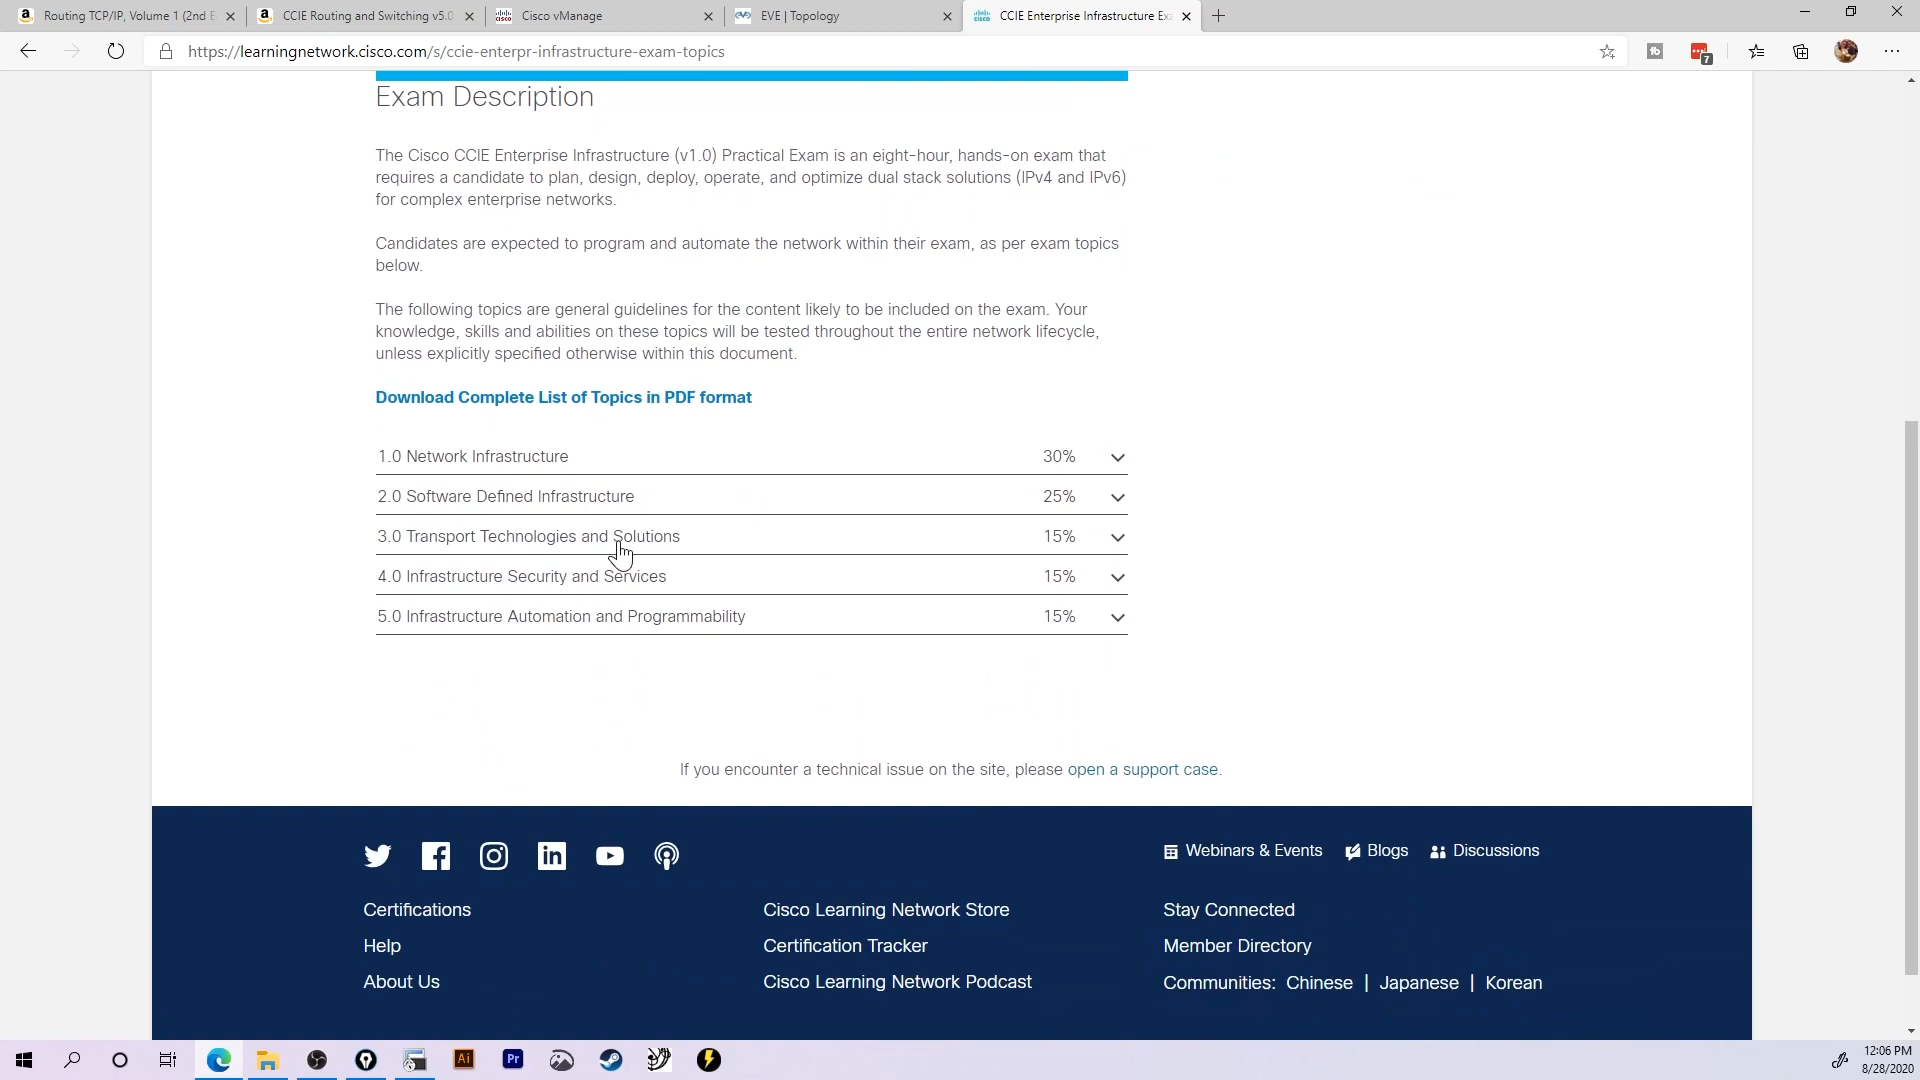 Routing TCP/IP, Volume 1 (2nd E
CCIE Routing and Switching v5.0
Cisco vManage
EVE | Topology
CCIE Enterprise Infrastructure Exa
https://learningnetwork.cisco.com/s/ccie-enterpr-infrastructure-exam-topics
7
Exam Description
The Cisco CCIE Enterprise Infrastructure (v1.0) Practical Exam is an eight-hour, hands-on exam that
requires a candidate to plan, design, deploy, operate, and optimize dual stack solutions (IPv4 and IPv6)
for complex enterprise networks.
Candidates are expected to program and automate the network within their exam, as per exam topics
below.
The following topics are general guidelines for the content likely to be included on the exam. Your
knowledge, skills and abilities on these topics will be tested throughout the entire network lifecycle,
unless explicitly specified otherwise within this document.
Download Complete List of Topics in PDF format
1.0 Network Infrastructure 30%
2.0 Software Defined Infrastructure 25%
3.0 Transport Technologies and Solutions 15%
4.0 Infrastructure Security and Services 15%
5.0 Infrastructure Automation and Programmability 15%
If you encounter a technical issue on the site, please open a support case.
Webinars & Events Blogs Discussions
Certifications Cisco Learning Network Store Stay Connected
Help Certification Tracker Member Directory
About Us Cisco Learning Network Podcast Communities: Chinese | Japanese | Korean
Ai
Pr
12:06 PM
8/28/2020